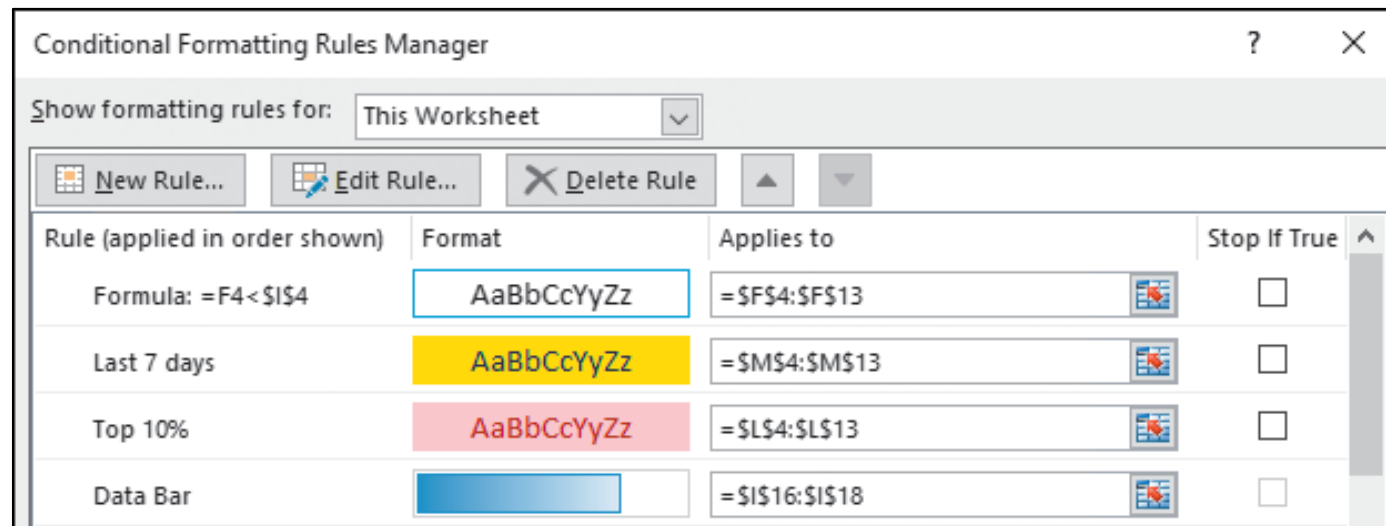 Conditional Formatting Rules Manager ? ×
Show formatting rules for: This Worksheet
New Rule... Edit Rule... Delete Rule
Rule (applied in order shown) Format Applies to Stop If True
Formula: =F4<$I$4 AaBbCcYyZz =$F$4:$F$13
Last 7 days AaBbCcYyZz =$M$4:$M$13
Top 10% AaBbCcYyZz =$L$4:$L$13
Data Bar =$I$16:$I$18